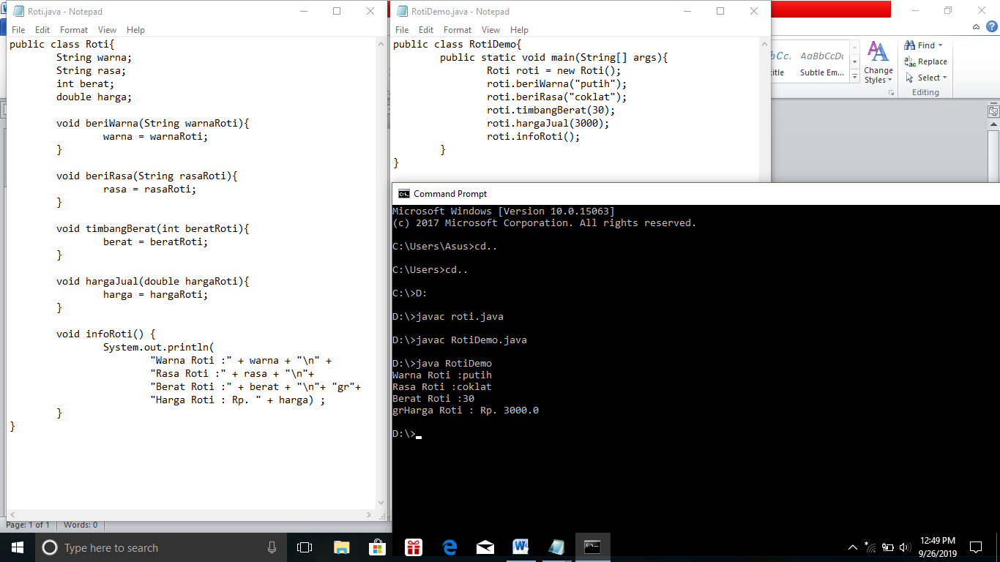 Roti.java - Notepad
File Edit Format View Help
public class Roti{
        String warna;
        String rasa;
        int berat;
        double harga;

        void beriWarna(String warnaRoti){
                warna = warnaRoti;
        }

        void beriRasa(String rasaRoti){
                rasa = rasaRoti;
        }

        void timbangBerat(int beratRoti){
                berat = beratRoti;
        }

        void hargaJual(double hargaRoti){
                harga = hargaRoti;
        }

        void infoRoti() {
                System.out.println(
                        "Warna Roti :" + warna + "\n" +
                        "Rasa Roti :" + rasa + "\n"+
                        "Berat Roti :" + berat + "\n"+ "gr"+
                        "Harga Roti : Rp. " + harga) ;
        }
}
RotiDemo.java - Notepad
File Edit Format View Help
public class RotiDemo{
        public static void main(String[] args){
                Roti roti = new Roti();
                roti.beriWarna("putih");
                roti.beriRasa("coklat");
                roti.timbangBerat(30);
                roti.hargaJual(3000);
                roti.infoRoti();
        }
}
AaBbCcDc
Subtle Em...
Change
Styles
Find
Replace
Select
Editing
Command Prompt
Microsoft Windows [Version 10.0.15063]
(c) 2017 Microsoft Corporation. All rights reserved.

C:\Users\Asus>cd..

C:\Users>cd..

C:\>D:

D:\>javac roti.java

D:\>javac RotiDemo.java

D:\>java RotiDemo
Warna Roti :putih
Rasa Roti :coklat
Berat Roti :30
grHarga Roti : Rp. 3000.0

D:\>
Page: 1 of 1 Words: 0
Type here to search
12:49 PM
9/26/2019